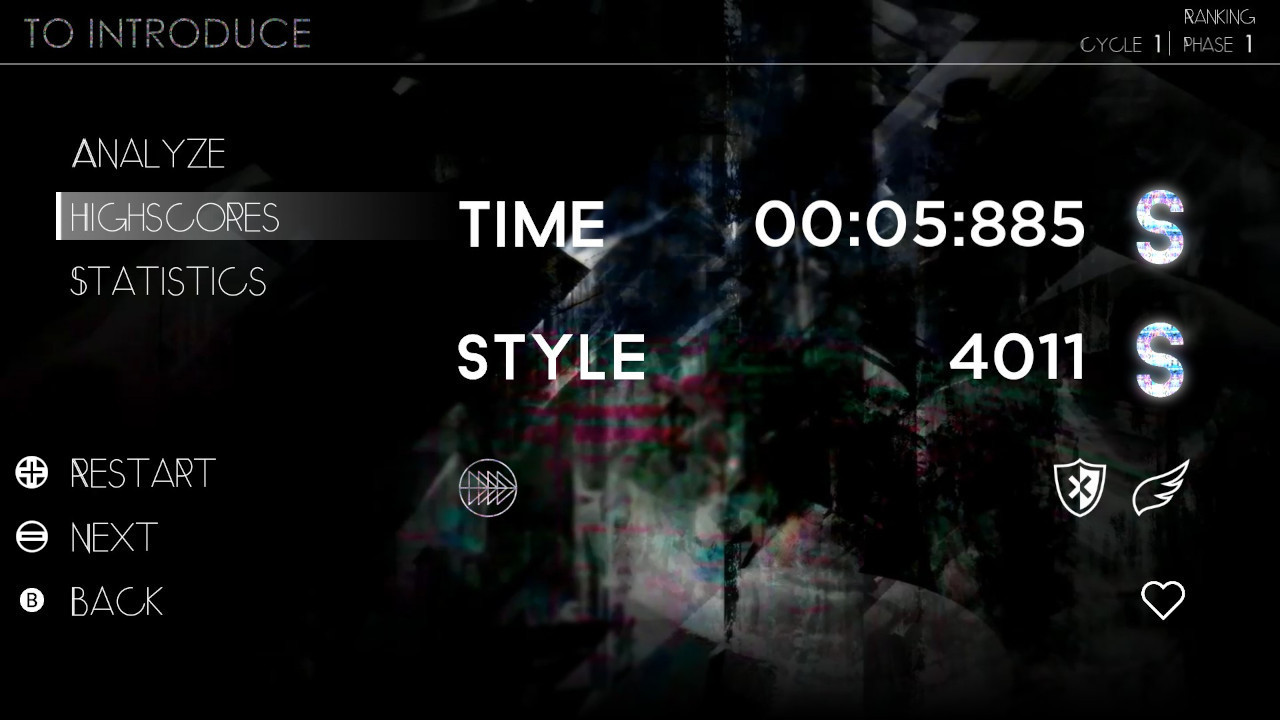 TO INTRODUCE
RANKING
CYCLE 1 | PHASE 1
ANALYZE
HIGHSCORES
STATISTICS
TIME 00:05:885 S
STYLE 4011 S
RESTART
NEXT
B BACK